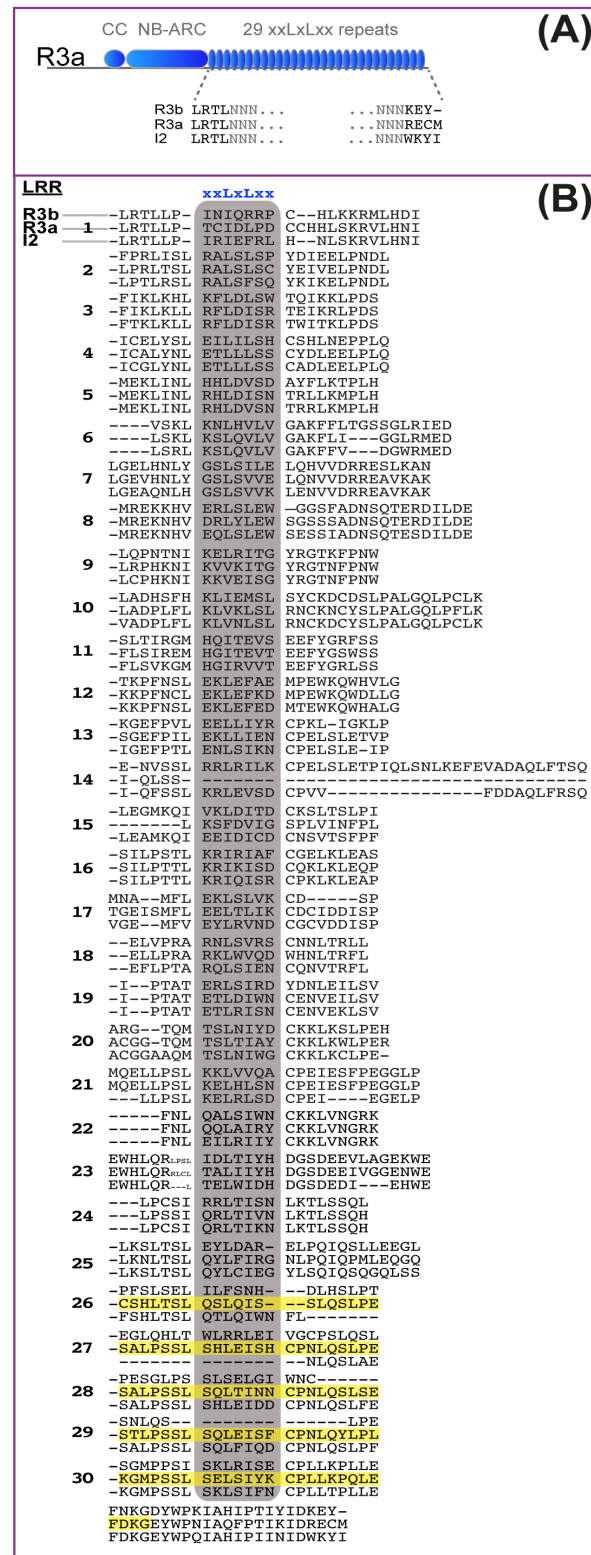 (A)
CC NB-ARC 29 xxLxLxx repeats
R3a
R3b LRTLNNN... ...NNNKEY-
R3a LRTLNNN... ...NNNRECM
I2 LRTLNNN... ...NNNWKYI
(B)
LRR xxLxLxx
R3b -LRTLLP- INIQRRP C--HLKKRMLHDI
R3a 1 -LRTLLP- TCIDLPD CCHHLSKRVLHNI
I2 -LRTLLP- IRIEFRL H--NLSKRVLHNI
-FPRLISL RALSLSP YDIEELPNDL
2 -LPRLTSL RALSLSC YEIVELPNDL
-LPTLRSL RALSFSQ YKIKELPNDL
-FIKLKHL KFLDLSW TQIKKLPDS
3 -FIKLKLL RFLDISR TEIKRLPDS
-FTKLKLL RFLDISR TWITKLPDS
-ICELYSL EILILSH CSHLNEPPLQ
4 -ICALYNL ETLLLSS CYDLEELPLQ
-ICGLYNL ETLLLSS CADLEELPLQ
-MEKLINL HHLDVSD AYFLKTPLH
5 -MEKLINL RHLDISN TRLLKMPLH
-MEKLINL RHLDVSN TRRLKMPLH
----VSKL KNLHVLV GAKFFLTGSSGLRIED
6 ----LSKL KSLQVLV GAKFLI---GGLRMED
----LSRL KSLQVLV GAKFFV---DGWRMED
LGELHNLY GSLSILE LQHVVDRRESLKAN
7 LGEVHNLY GSLSVVE LQNVVDRREAVKAK
LGEAQNLH GSLSVVK LENVVDRREAVKAK
-MREKKHV ERLSLEW -GGSFADNSQTERDILDE
8 -MREKNHV DRLYLEW SGSSSADNSQTERDILDE
-MREKNHV EQLSLEW SESSIADNSQTESDILDE
-LQPNTNI KELRITG YRGTKFPNW
9 -LRPHKNI KVVKITG YRGTNFPNW
-LCPHKNI KKVEISG YRGTNFPNW
-LADHSFH KLIEMSL SYCKDCDSLPALGQLPCLK
10 -LADPLFL KLVKLSL RNCKNCYSLPALGQLPFLK
-VADPLFL KLVNLSL RNCKDCYSLPALGQLPCLK
-SLTIRGM HQITEVS EEFYGRFSS
11 -FLSIREM HGITEVT EEFYGSWSS
-FLSVKGM HGIRVVT EEFYGRLSS
-TKPFNSL EKLEFAE MPEWKQWHVLG
12 -KKPFNCL EKLEFKD MPEWKQWDLLG
-KKPFNSL EKLEFED MTEWKQWHALG
-KGEFPVL EELLIYR CPKL-IGKLP
13 -SGEFPIL EKLLIEN CPELSLETVP
-IGEFPTL ENLSIKN CPELSLE-IP
-E-NVSSL RRLRILK CPELSLETPIQLSNLKEFEVADAQLFTSQ
14 -I-QLSS- ------- ------------------------------
-I-QFSSL KRLEVSD CPVV----------------FDDAQLFRSQ
-LEGMKQI VKLDITD CKSLTSLPI
15 -------L KSFDVIG SPLVINFPL
-LEAMKQI EEIDICD CNSVTSFPF
-SILPSTL KRIRIAF CGELKLEAS
16 -SILPTTL KRIKISD CQKLKLEQP
-SILPTTL KRIQISR CPKLKLEAP
MNA--MFL EKLSLVK CD-----SP
17 TGEISMFL EELTLIK CDCIDDISP
VGE--MFV EYLRVND CGCVDDISP
--ELVPRA RNLSVRS CNNLTRLL
18 --ELLPRA RKLWVQD WHNLTRFL
--EFLPTA RQLSIEN CQNVTRFL
-I--PTAT ERLSIRD YDNLEILSV
19 -I--PTAT ETLDIWN CENVEILSV
-I--PTAT ETLRISN CENVEKLSV
ARG--TQM TSLNIYD CKKLKSLPEH
20 ACGG-TQM TSLTIAY CKKLKWLPER
ACGGAAQM TSLNIWG CKKLKCLPE-
MQELLPSL KKLVVQA CPEIESFPEGGLP
21 MQELLPSL KELHLSN CPEIESFPEGGLP
----LPSL KELRLSD CPEI----EGELP
-----FNL QALSIWN CKKLVNGRK
22 -----FNL QQLAIRY CKKLVNGRK
-----FNL EILRIIY CKKLVNGRK
EWHLQRLPSL IDLTIYH DGSDEEVLAGEKWE
23 EWHLQRRLCL TALIIYH DGSDEEIVGGENWE
EWHLQR---L TELWIDH DGSDEDI---EHWE
---LPCSI RRLTISN LKTLSSQL
24 ---LPSSI QRLTIVN LKTLSSQH
---LPSSI QRLTIKN LKTLSSQH
-LKSLTSL EYLDAR- ELPQIQSLLEEGL
25 -LKNLTSL QYLFIRG NLPQIQPMLEQGQ
-LKSLTSL QYLCIEG YLSQIQSQGQLSS
-PFSLSEL ILFSNH- --DLHSLPT
26 -CSHLTSL QSLQIS- --SLQSLPE
-FSHLTSL QTLQIWN FL-------
-EGLQHLT WLRRLEI VGCPSLQSL
27 -SALPSSL SHLEISH CPNLQSLPE
-------- ------- --NLQSLAE
-PESGLPS SLSELGI WNC------
28 -SALPSSL SQLTINN CPNLQSLSE
-SALPSSL SHLEIDD CPNLQSLFE
-SNLQS-- ------- ------LPE
29 -STLPSSL SQLEISF CPNLQYLPL
-SALPSSL SQLFIQD CPNLQSLPF
-SGMPPSI SKLRISE CPLLKPLLE
30 -KGMPSSL SELSIYK CPLLKPQLE
-KGMPSSL SKLSIFN CPLLTPLLE
FNKGDYWPKIAHIPTIYIDKEY-
FDKGEYWPNIAQFPTIKIDRECM
FDKGEYWPQIAHIPIINIDWKYI